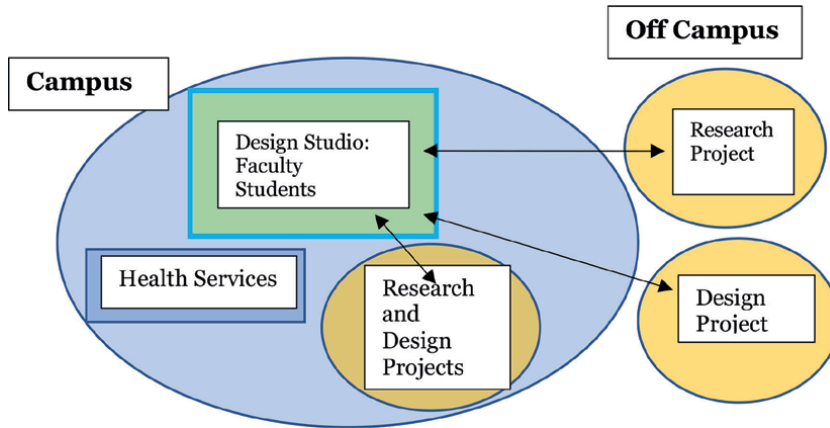 Off Campus
Campus
Design Studio:
Faculty
Students
Research
Project
Health Services
Research
and
Design
Projects
Design
Project